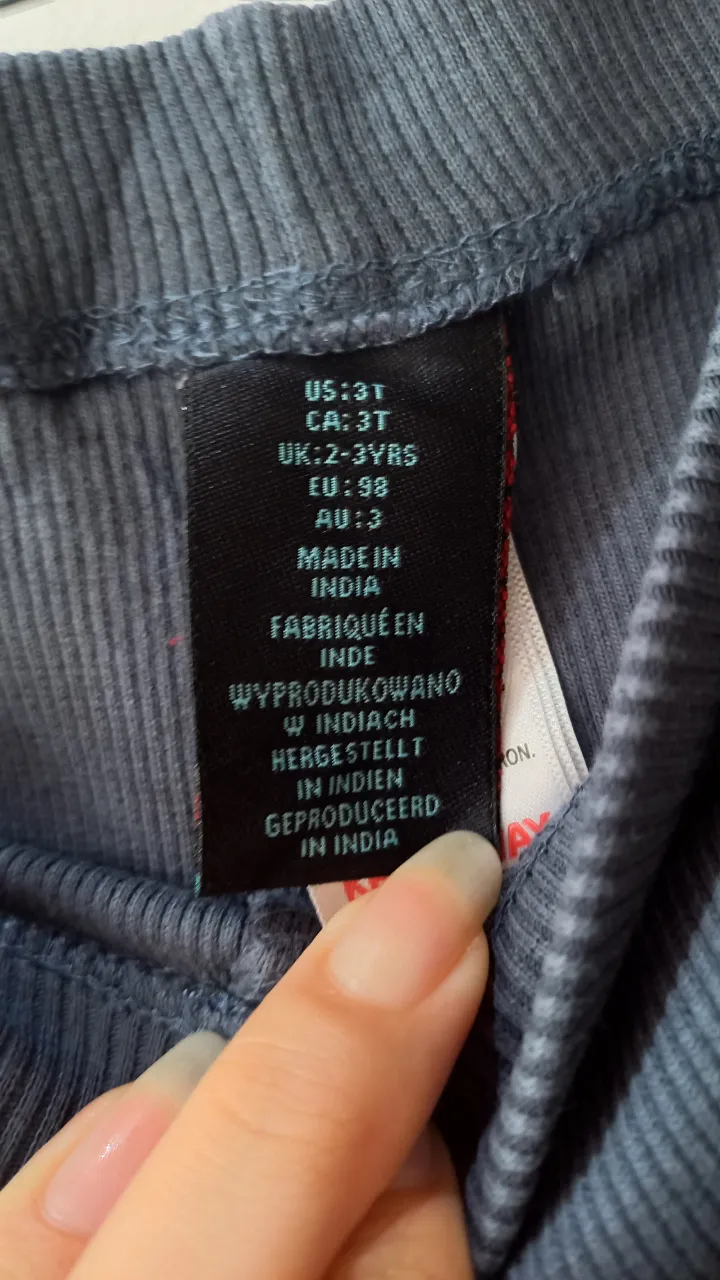 US:3T
CA:3T
UK:2-3YRS
EU:98
AU:3
MADE IN
INDIA
FABRIQUÉ EN
INDE
WYPRODUKOWANO
W INDIACH
HERGESTELLT
IN INDIEN
GEPRODUCEERD
IN INDIA